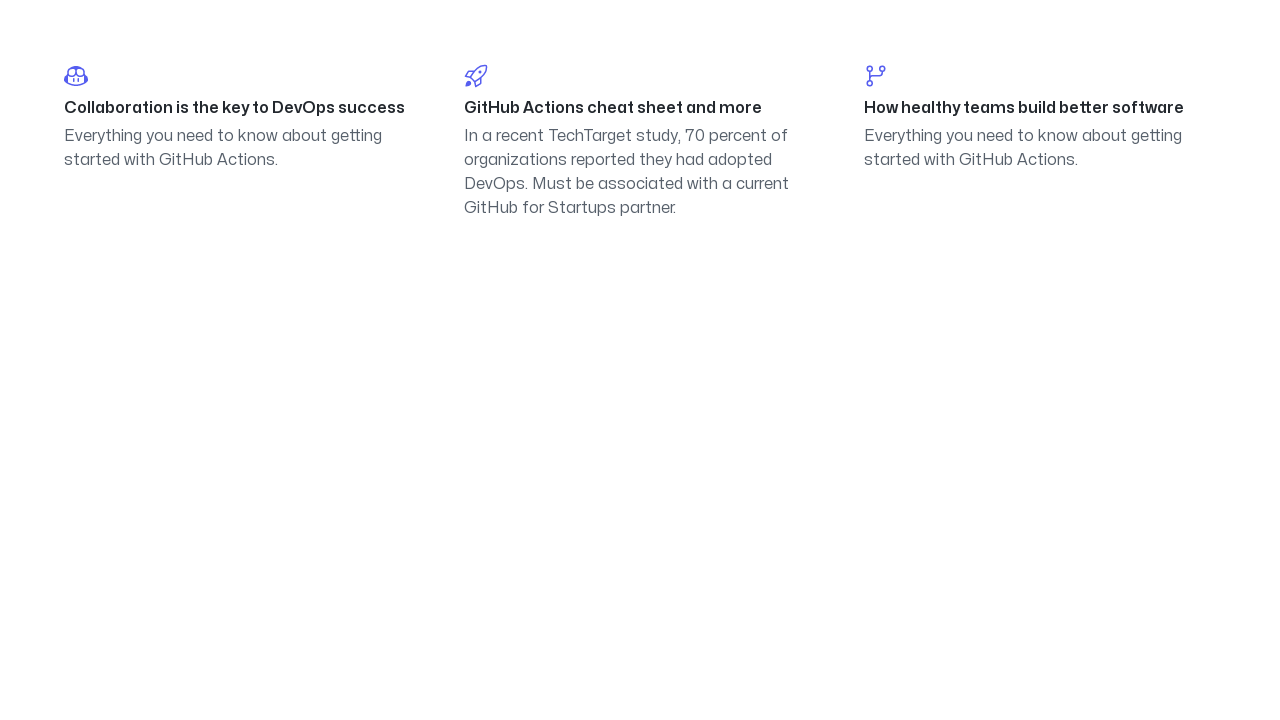 Collaboration is the key to DevOps success
Everything you need to know about getting
started with GitHub Actions.
GitHub Actions cheat sheet and more
In a recent TechTarget study, 70 percent of
organizations reported they had adopted
DevOps. Must be associated with a current
GitHub for Startups partner.
How healthy teams build better software
Everything you need to know about getting
started with GitHub Actions.